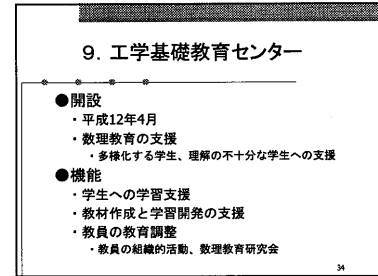 9. 工学基礎教育センター
●開設
・平成12年4月
・数理教育の支援
・多様化する学生、理解の不十分な学生への支援
●機能
・学生への学習支援
・教材作成と学習開発の支援
・教員の教育調整
・教員の組織的活動、数理教育研究会
34